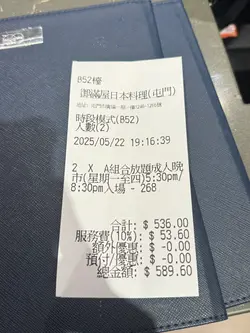 B52檯
御滿屋日本料理(屯門)
時段模式(B52)
人數(2)
2025/05/22 19:16:39
2 X A組合放題成人晚
市(星期一至四)5:30pm/
8:30pm入場 - 268
合計: $ 536.00
服務費(10%): $ 53.60
額外優惠: $ -0.00
預付/優惠: $ -0.00
總金額: $ 589.60